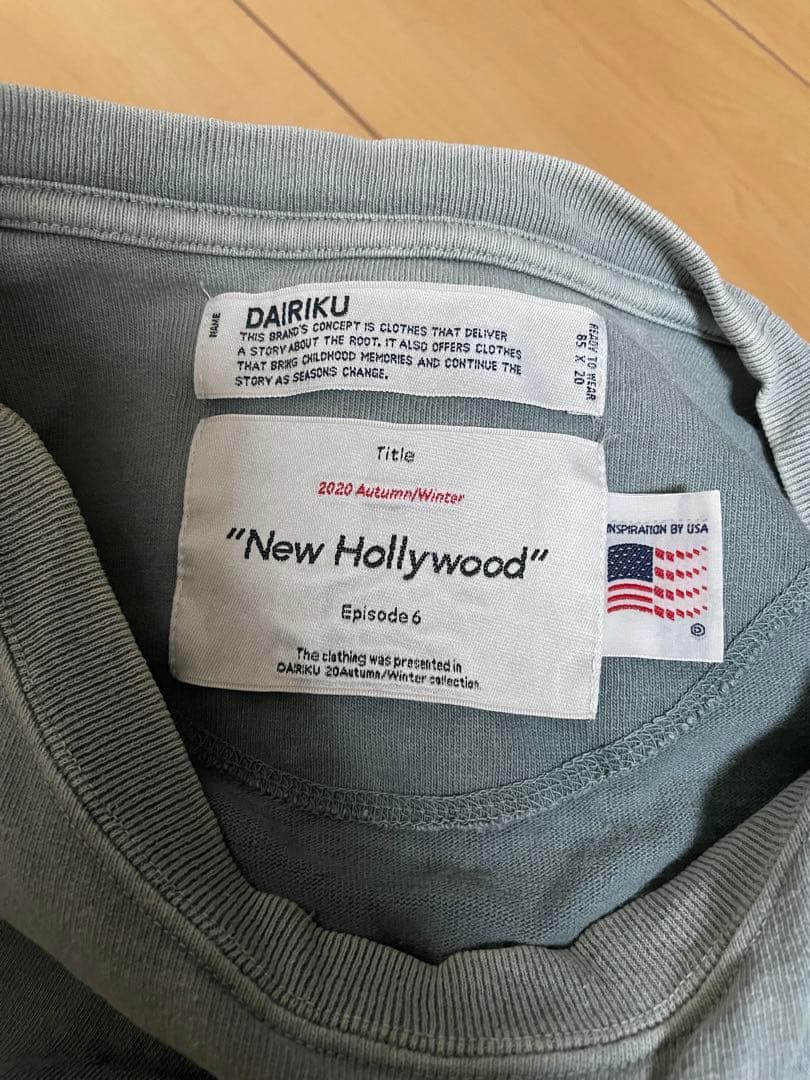 NAME
DAIRIKU
THIS BRAND'S CONCEPT IS CLOTHES THAT DELIVER
A STORY ABOUT THE ROOT. IT ALSO OFFERS CLOTHES
THAT BRING CHILDHOOD MEMORIES AND CONTINUE THE
STORY AS SEASONS CHANGE.
READY TO WEAR
85 X 20
Title
2020 Autumn/Winter
"New Hollywood"
Episode 6
The clothing was presented in
DAIRIKU 20Autumn/Winter collection
INSPIRATION BY USA